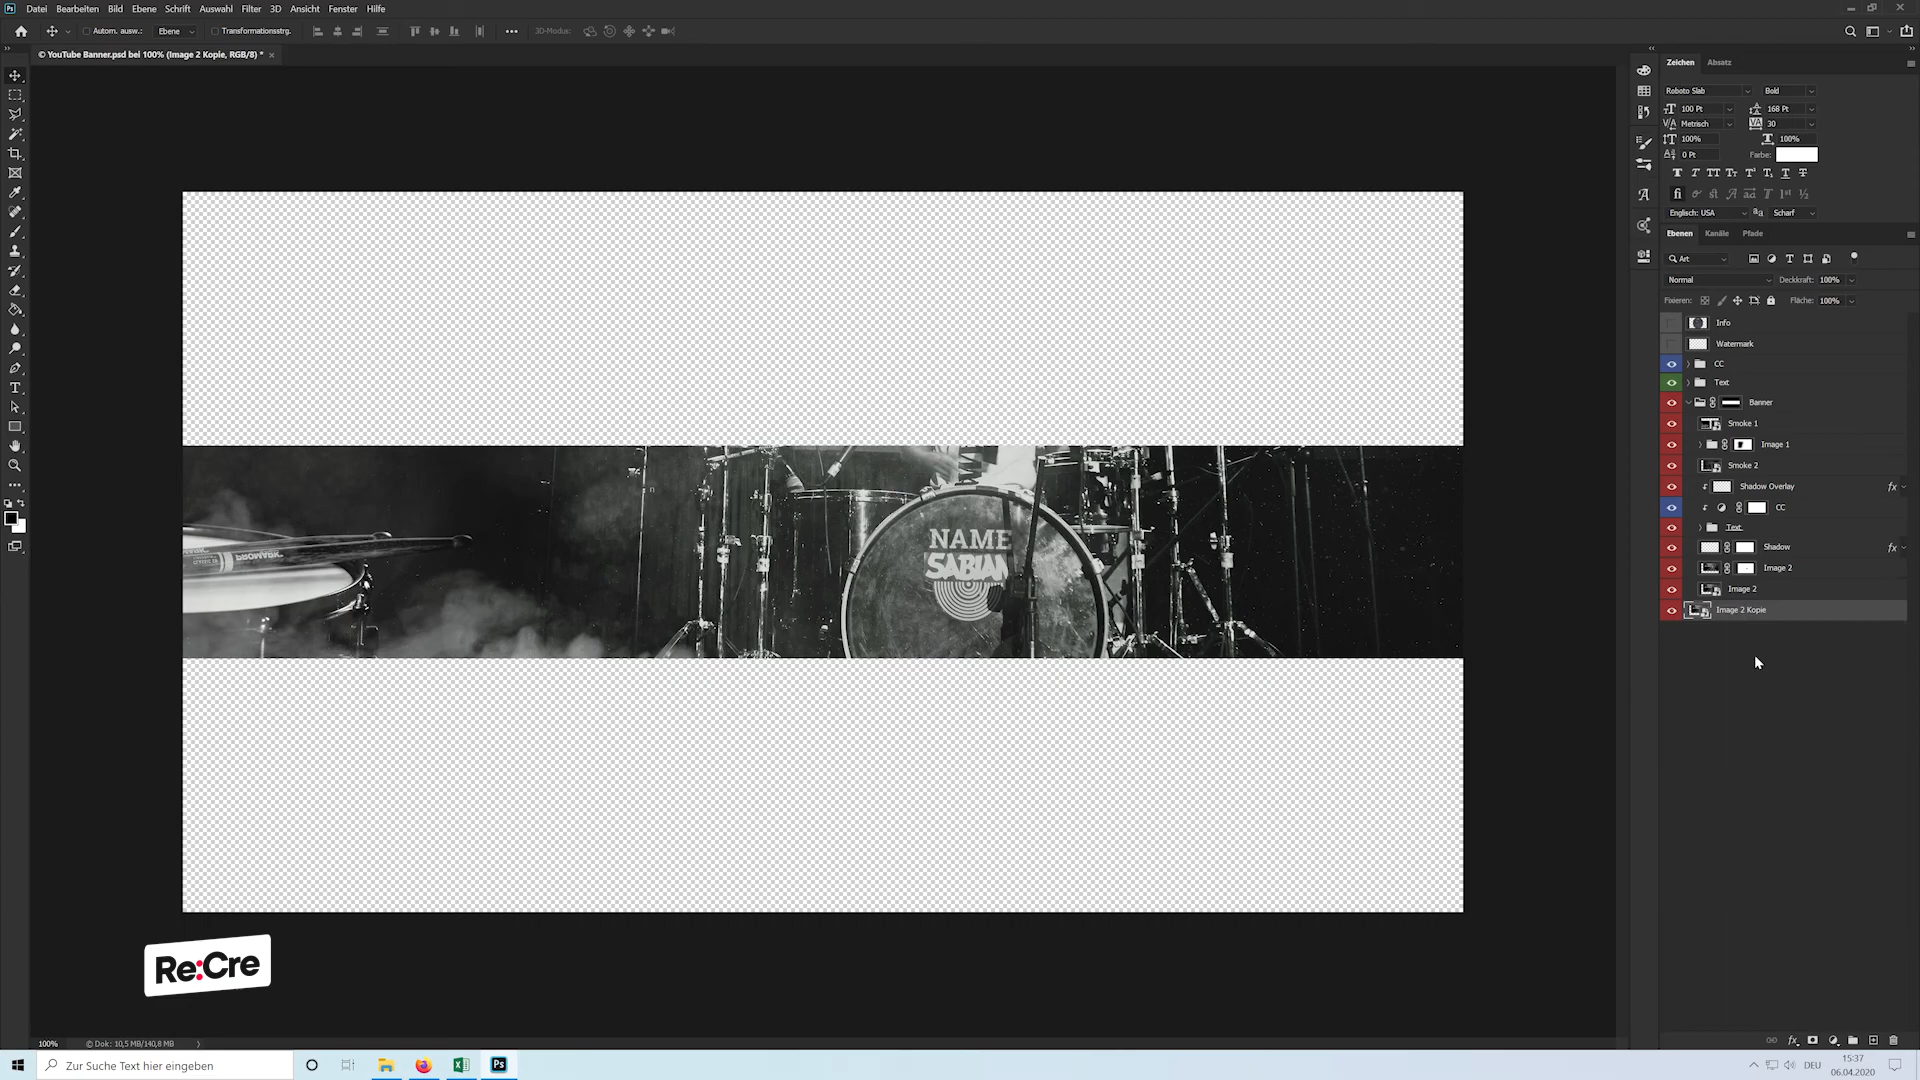 Ps Datei Bearbeiten Bild Ebene Schrift Auswahl Filter 3D Ansicht Fenster Hilfe
Autom. ausw.: Ebene Transformationsstrg. 3D-Modus:
© YouTube Banner.psd bei 100% (Image 2 Kopie, RGB/8) *
Zeichen Absatz
Roboto Slab Bold
100 Pt 168 Pt
Metrisch 30
100% 100%
0 Pt Farbe:
Englisch: USA Scharf
Ebenen Kanäle Pfade
Art
Normal Deckkraft: 100%
Fixieren: Fläche: 100%
Info
Watermark
CC
Text
Banner
Smoke 1
Image 1
Smoke 2
Shadow Overlay fx
CC
Text
Shadow fx
Image 2
Image 2
Image 2 Kopie
PROMARK
NAME
SABIAN
Re:Cre
100% © Dok: 10,5 MB/140,8 MB
Zur Suche Text hier eingeben
Ps
DEU
15:37
06.04.2020